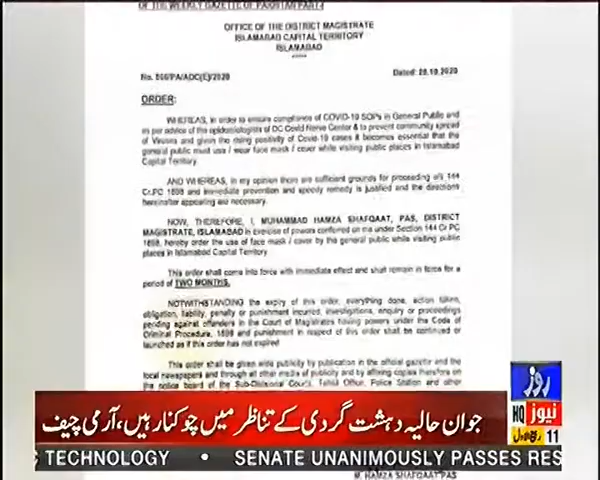 OF THE WEEKLY GAZETTE OF PAKISTAN PART-I
OFFICE OF THE DISTRICT MAGISTRATE
ISLAMABAD CAPITAL TERRITORY
ISLAMABAD
No. 800/PA/ADC(E)/2020 Dated: 28.10.2020
ORDER:
WHEREAS, in order to ensure compliance of COVID-19 SOPs in General Public and
as per advice of the epidemiologists of DC Covid Nerve Center & to prevent community spread
of Viruses and given the rising positivity of Covid-19 cases it becomes essential that the
general public must use / wear face mask / cover while visiting public places in Islamabad
Capital Territory.
AND WHEREAS, in my opinion there are sufficient grounds for proceeding u/s 144
Cr.PC 1898 and immediate prevention and speedy remedy is justified and the directions
hereinafter appearing are necessary.
NOW, THEREFORE, I, MUHAMMAD HAMZA SHAFQAAT, PAS, DISTRICT
MAGISTRATE, ISLAMABAD in exercise of powers conferred on me under Section 144 Cr PC
1898, hereby order the use of face mask / cover by the general public while visiting public
places in Islamabad Capital Territory.
This order shall come into force with immediate effect and shall remain in force for a
period of TWO MONTHS.
NOTWITHSTANDING the expiry of this order, everything done, action taken,
obligation, liability, penalty or punishment incurred, investigations, enquiry or proceedings
pending against offenders in the Court of Magistrates having powers under the Code of
Criminal Procedure, 1898 and punishment in respect of this order shall be continued or
launched as if this order has not expired
This order shall be given wide publicity by publication in the official gazette and the
local newspapers and through all other media of publicity and by affixing copies thereon
the notice board of the Sub-Divisional Court, Tehsil Office, Police Station and other
روز
HQ نیوز
11 ربیع الاول
جوان حالیہ دہشت گردی کے تناظر میں چوکنا رہیں، آرمی چیف
G TECHNOLOGY • SENATE UNANIMOUSLY PASSES RES
M. HAMZA SHAFQAAT PAS